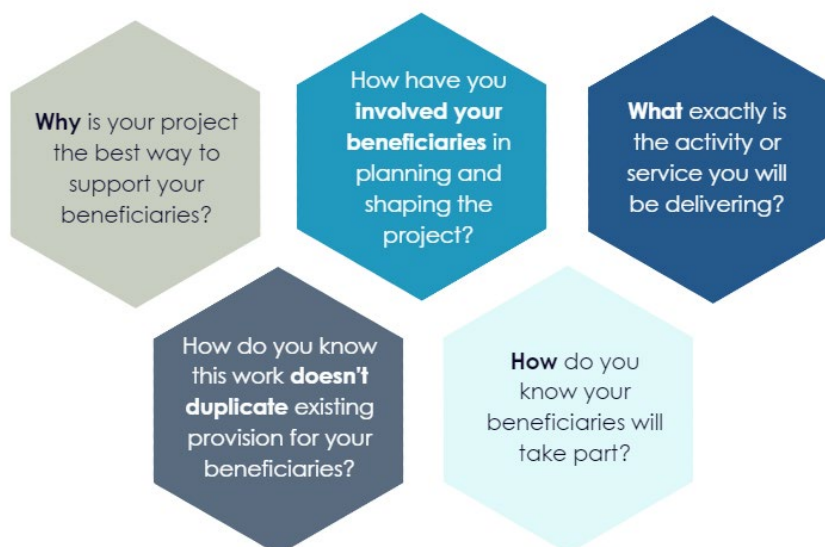 Why is your project
the best way to
support your
beneficiaries?
How have you
involved your
beneficiaries in
planning and
shaping the
project?
What exactly is
the activity or
service you will
be delivering?
How do you know
this work doesn't
duplicate existing
provision for your
beneficiaries?
How do you
know your
beneficiaries will
take part?